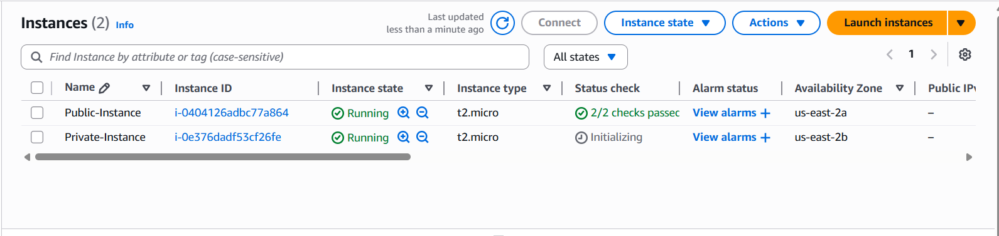 Instances (2) Info
Last updated
less than a minute ago
Connect
Instance state
Actions
Launch instances
Find Instance by attribute or tag (case-sensitive)
All states
1
Name Instance ID Instance state Instance type Status check Alarm status Availability Zone Public IPv
Public-Instance i-0404126adbc77a864 Running t2.micro 2/2 checks passec View alarms + us-east-2a –
Private-Instance i-0e376dadf53cf26fe Running t2.micro Initializing View alarms + us-east-2b –